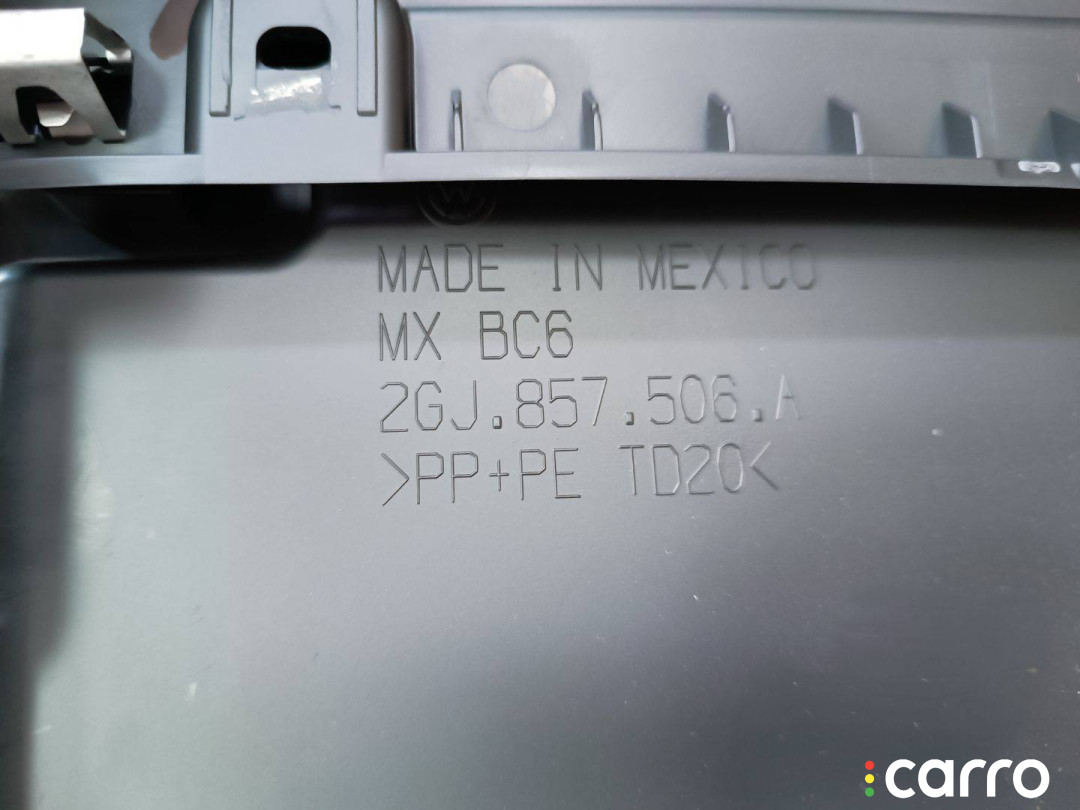 MADE IN MEXICO
MX BC6
2GJ.857.506.A
>PP+PE TD20<
carro